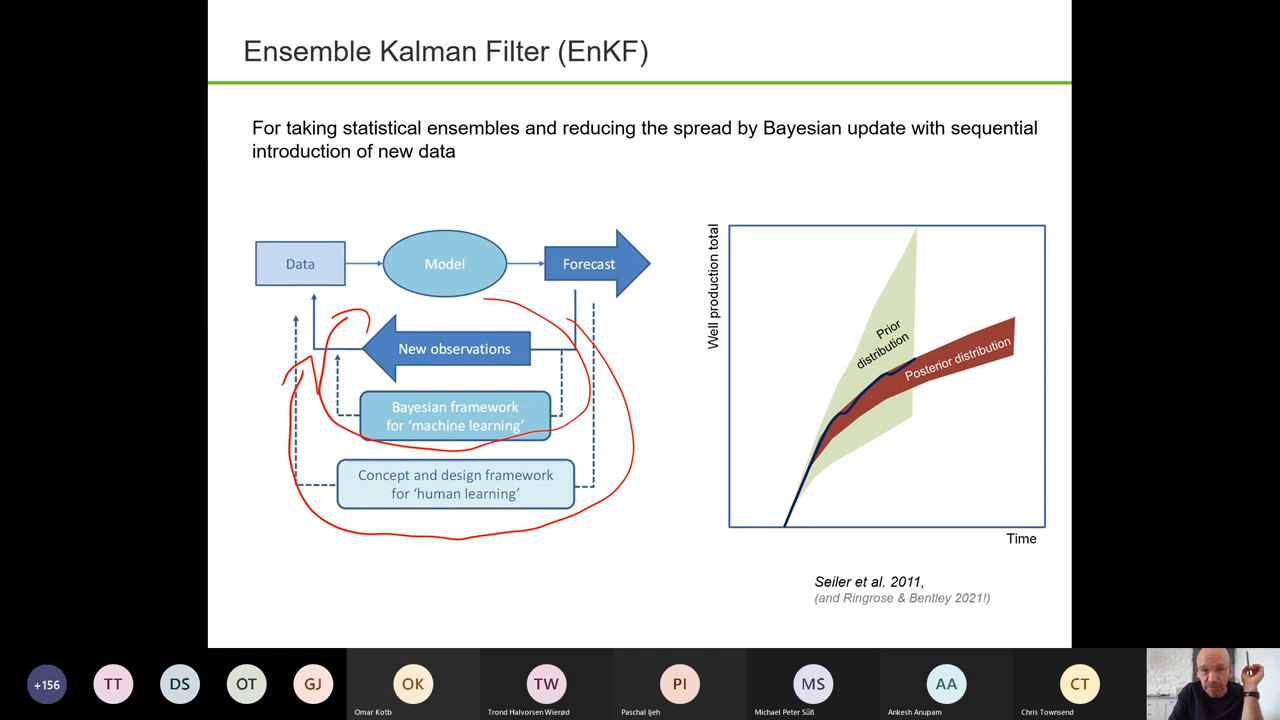 Ensemble Kalman Filter (EnKF)
For taking statistical ensembles and reducing the spread by Bayesian update with sequential
introduction of new data
Data
Model
Forecast
New observations
Bayesian framework
for ‘machine learning’
Concept and design framework
for ‘human learning’
Well production total
Prior
distribution
Posterior distribution
Time
Seiler et al. 2011,
(and Ringrose & Bentley 2021!)
+156
TT
DS
OT
GJ
OK
Omar Kotb
TW
Trond Halvorsen Wierød
PI
Paschal Ijeh
MS
Michael Peter Süß
AA
Ankesh Anupam
CT
Chris Townsend